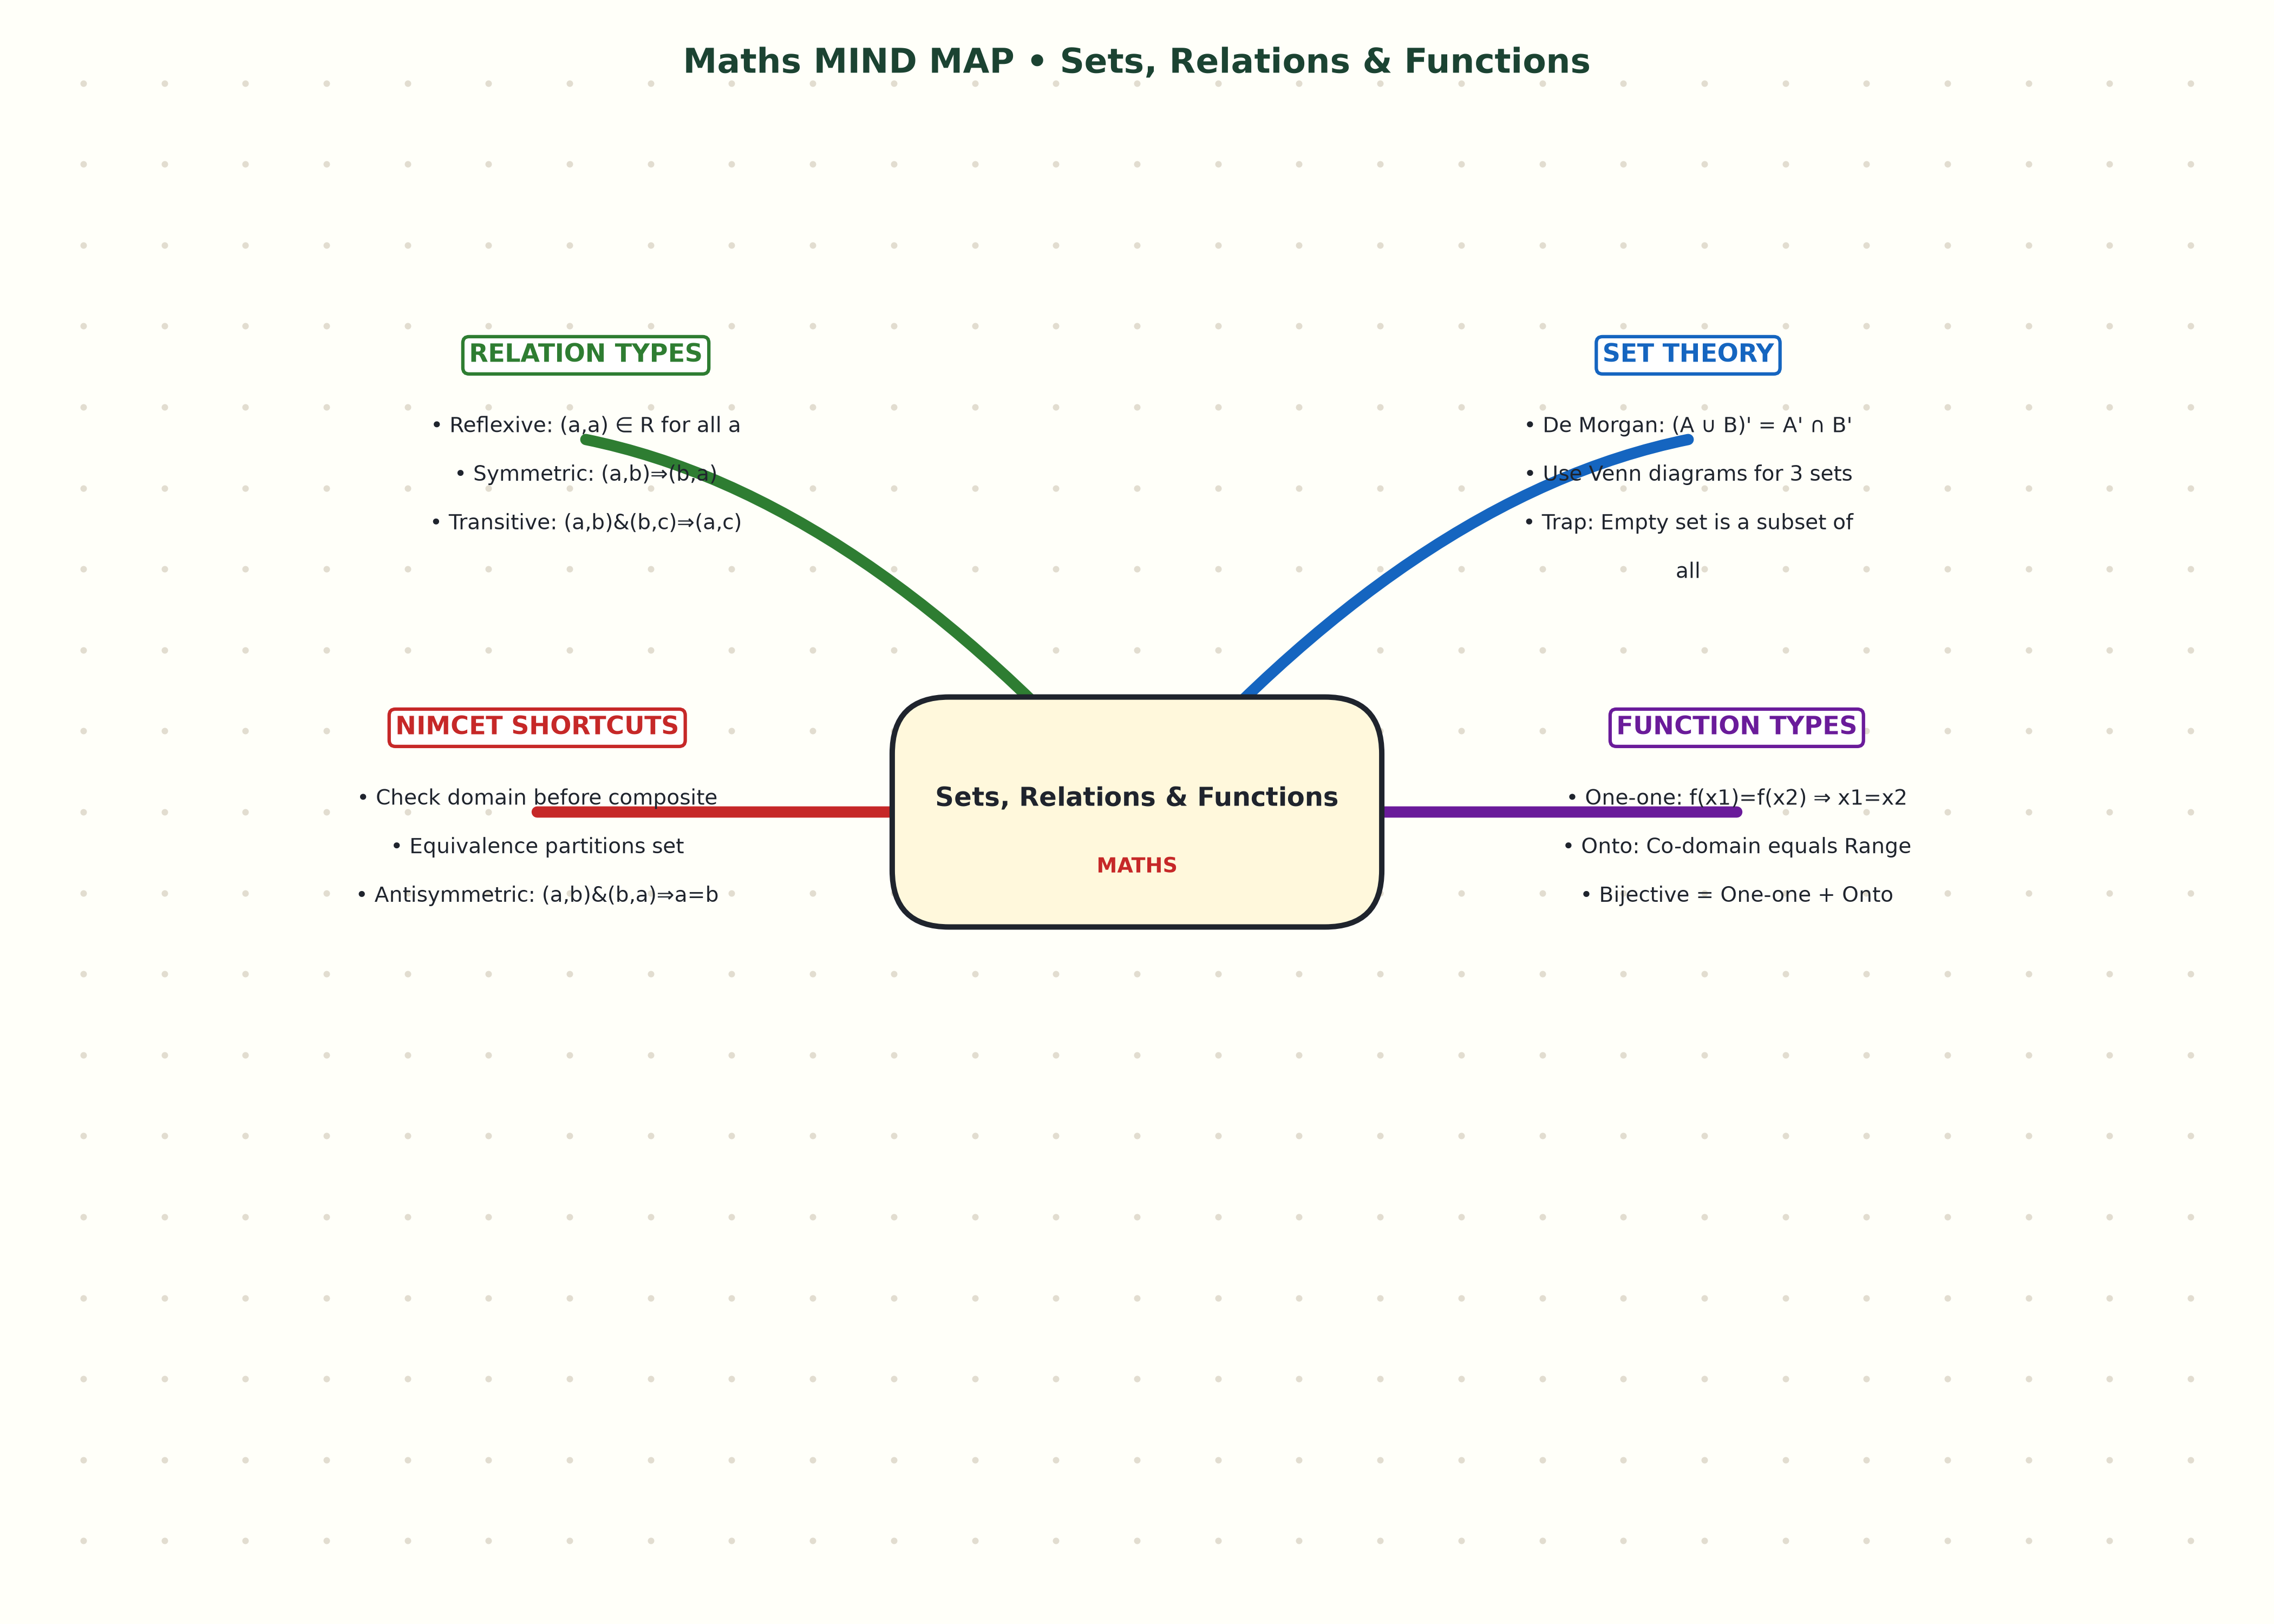 Maths MIND MAP • Sets, Relations & Functions
RELATION TYPES
• Reflexive: (a,a) ∈ R for all a
• Symmetric: (a,b)⇒(b,a)
• Transitive: (a,b)&(b,c)⇒(a,c)
SET THEORY
• De Morgan: (A ∪ B)' = A' ∩ B'
• Use Venn diagrams for 3 sets
• Trap: Empty set is a subset of
all
NIMCET SHORTCUTS
• Check domain before composite
• Equivalence partitions set
• Antisymmetric: (a,b)&(b,a)⇒a=b
Sets, Relations & Functions
MATHS
FUNCTION TYPES
• One-one: f(x1)=f(x2) ⇒ x1=x2
• Onto: Co-domain equals Range
• Bijective = One-one + Onto